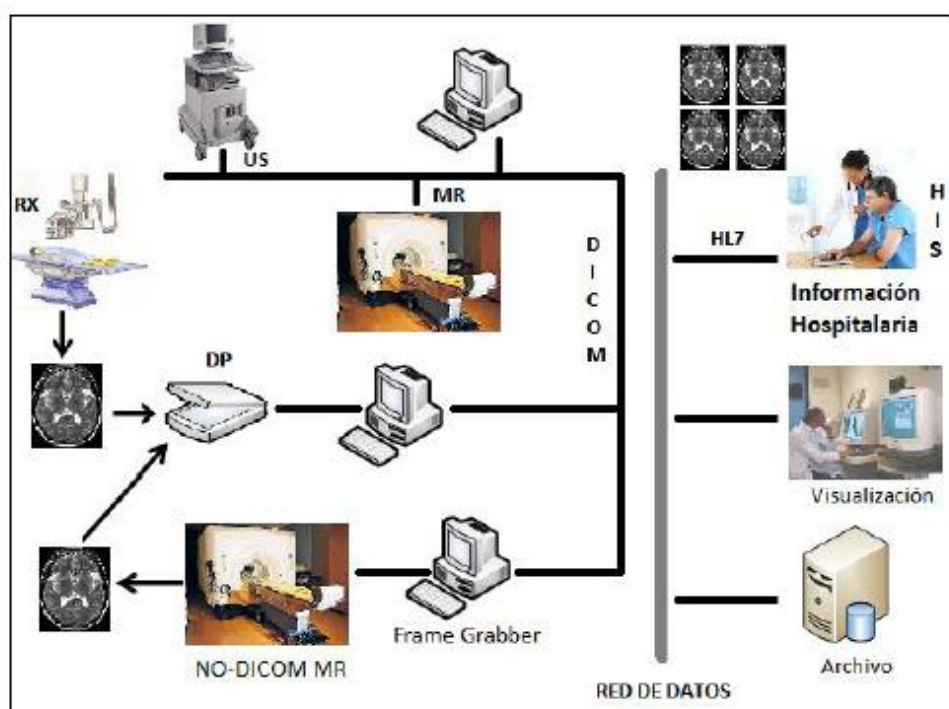 US
RX
MR
D
I
C
O
M
HL7
H
I
S
Información
Hospitalaria
DP
Visualización
Frame Grabber
NO-DICOM MR
Archivo
RED DE DATOS